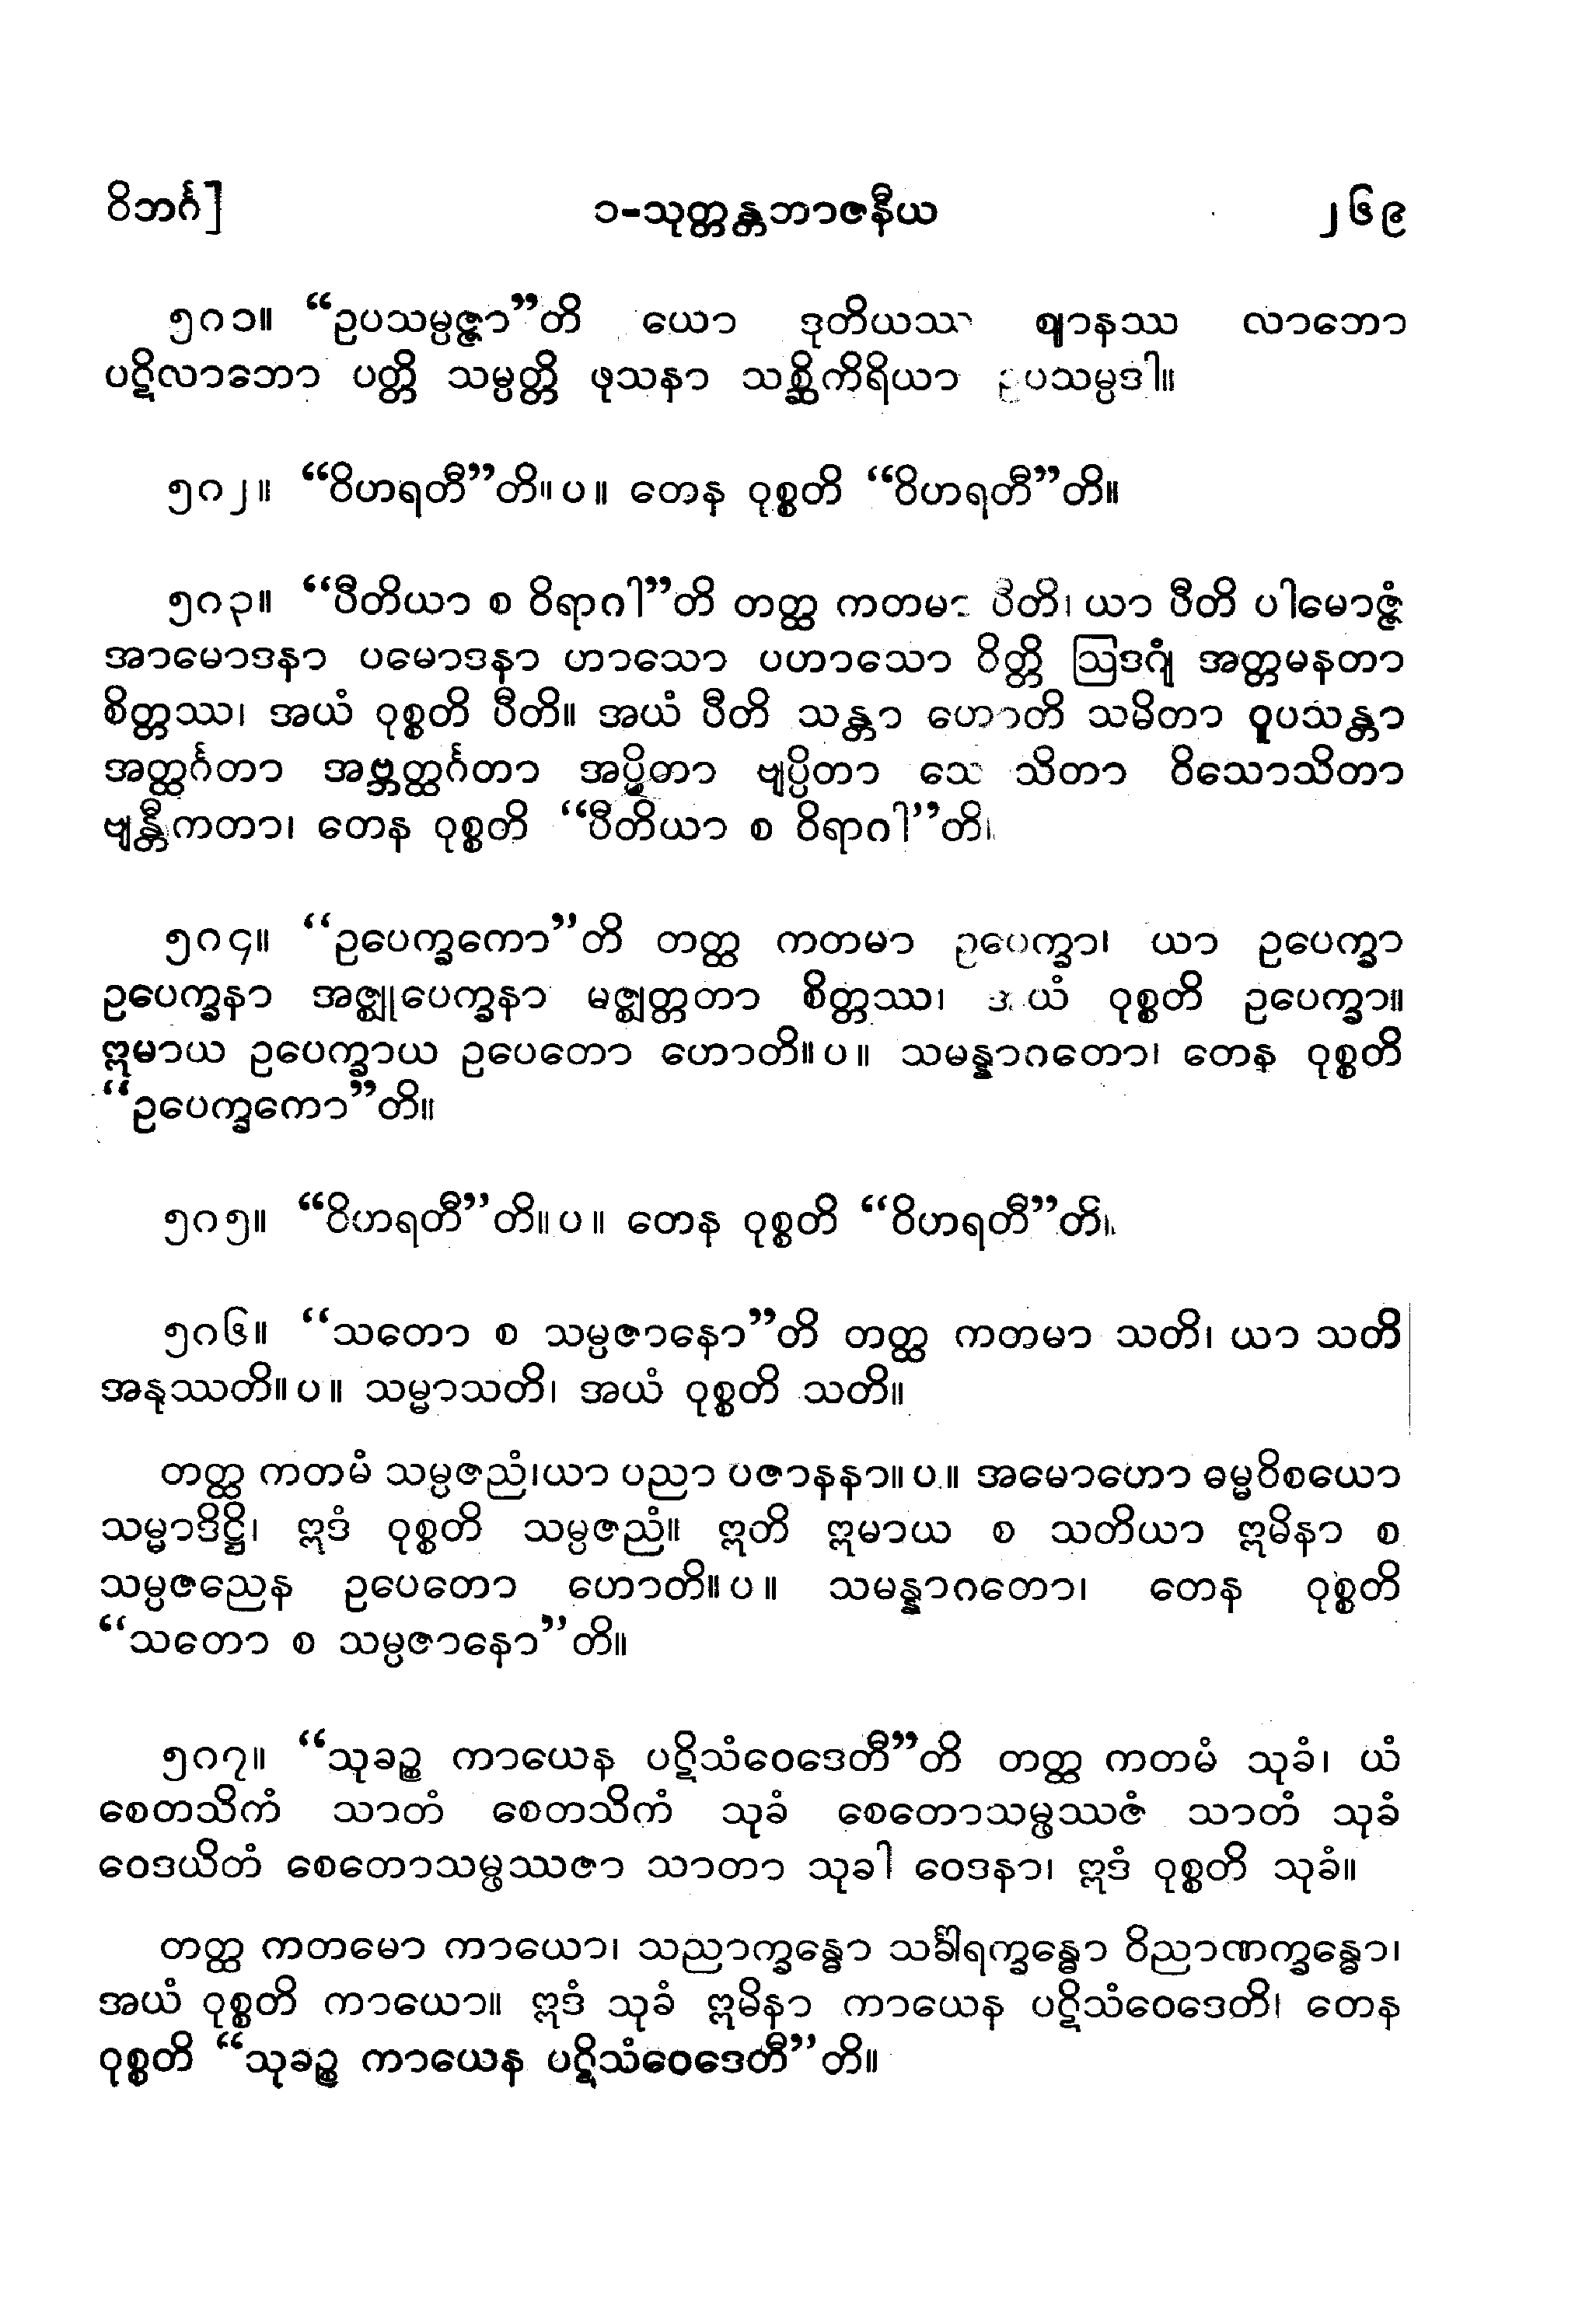 ဝိဘင်္ဂ]	၁-သုတ္တန္တဘာဇနီယ	၂၆၉
၅၈၁။ “ဥပသမ္ပဇ္ဇာ”တိ ယော ဒုတိယဿ ဈာနဿ လာဘော
ပဋိလာဘော ပတ္တိ သမ္ပတ္တိ ဖုသနာ သစ္ဆိကိရိယာ ဥပသမ္ပဒါ။
၅၈၂။ “ဝိဟရတီ”တိ။ပ။ တေန ဝုစ္စတိ “ဝိဟရတီ”တိ။
၅၈၃။ “ပီတိယာ စ ဝိရာဂါ”တိ တတ္ထ ကတမာ ပီတိ၊ ယာ ပီတိ ပါမောဇ္ဇံ
အာမောဒနာ ပမောဒနာ ဟာသော ပဟာသော ဝိတ္တိ ဩဒဂျံ အတ္တမနတာ
စိတ္တဿ၊ အယံ ဝုစ္စတိ ပီတိ။ အယံ ပီတိ သန္တာ ဟောတိ သမိတာ ဝူပသန္တာ
အတ္ထင်္ဂတာ အဗ္ဘတ္ထင်္ဂတာ အပ္ပိတာ ဗျပ္ပိတာ သောသိတာ ဝိသောသိတာ
ဗျန္တီကတာ၊ တေန ဝုစ္စတိ “ပီတိယာ စ ဝိရာဂါ”တိ။
၅၈၄။ “ဥပေက္ခကော”တိ တတ္ထ ကတမာ ဥပေက္ခာ၊ ယာ ဥပေက္ခာ
ဥပေက္ခနာ အဇ္ဈုပေက္ခနာ မဇ္ဈတ္တတာ စိတ္တဿ၊ အယံ ဝုစ္စတိ ဥပေက္ခာ။
ဣမာယ ဥပေက္ခာယ ဥပေတော ဟောတိ။ပ။ သမန္နာဂတော၊ တေန ဝုစ္စတိ
“ဥပေက္ခကော”တိ။
၅၈၅။ “ဝိဟရတီ”တိ။ပ။ တေန ဝုစ္စတိ “ဝိဟရတီ”တိ။
၅၈၆။ “သတော စ သမ္ပဇာနော”တိ တတ္ထ ကတမာ သတိ၊ ယာ သတိ
အနုဿတိ။ပ။ သမ္မာသတိ၊ အယံ ဝုစ္စတိ သတိ။
တတ္ထ ကတမံ သမ္ပဇညံ၊ယာ ပညာ ပဇာနနာ။ပ။ အမောဟော ဓမ္မဝိစယော
သမ္မာဒိဋ္ဌိ၊ ဣဒံ ဝုစ္စတိ သမ္ပဇညံ။ ဣတိ ဣမာယ စ သတိယာ ဣမိနာ စ
သမ္ပဇညေန ဥပေတော ဟောတိ။ပ။ သမန္နာဂတော၊ တေန ဝုစ္စတိ
“သတော စ သမ္ပဇာနော”တိ။
၅၈၇။ “သုခဉ္စ ကာယေန ပဋိသံဝေဒေတီ”တိ တတ္ထ ကတမံ သုခံ၊ ယံ
စေတသိကံ သာတံ စေတသိကံ သုခံ စေတောသမ္ဖဿဇံ သာတံ သုခံ
ဝေဒယိတံ စေတောသမ္ဖဿဇာ သာတာ သုခါ ဝေဒနာ၊ ဣဒံ ဝုစ္စတိ သုခံ။
တတ္ထ ကတမော ကာယော၊ သညာက္ခန္ဓော သင်္ခါရက္ခန္ဓော ဝိညာဏက္ခန္ဓော၊
အယံ ဝုစ္စတိ ကာယော။ ဣဒံ သုခံ ဣမိနာ ကာယေန ပဋိသံဝေဒေတိ၊ တေန
ဝုစ္စတိ “သုခဉ္စ ကာယေန ပဋိသံဝေဒေတီ”တိ။